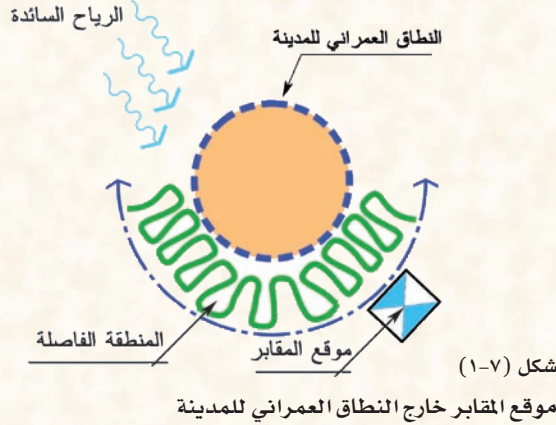 الرياح السائدة
النطاق العمراني للمدينة
المنطقة الفاصلة
موقع المقابر
شكل (٧-١)
موقع المقابر خارج النطاق العمراني للمدينة